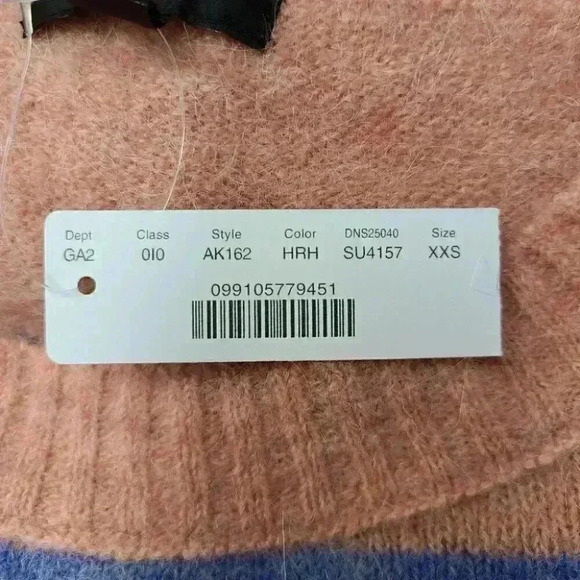 Dept Class Style Color DNS25040 Size
GA2 0I0 AK162 HRH SU4157 XXS
099105779451